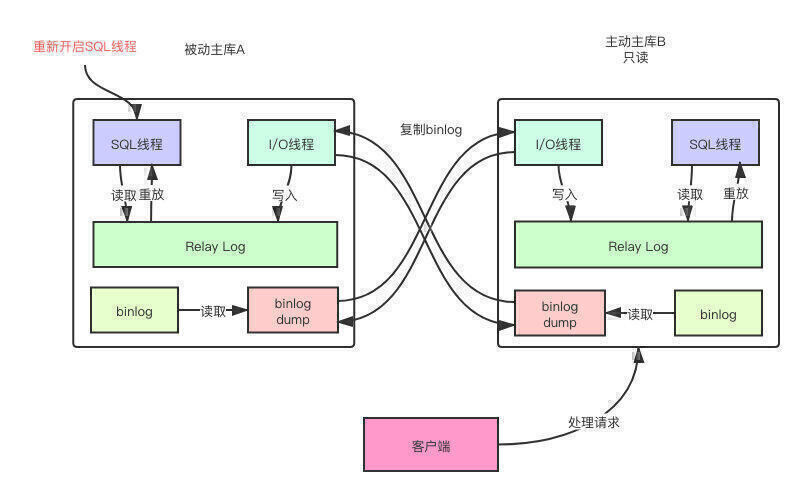 重新开启SQL线程
被动主库A
主动主库B
只读
SQL线程
I/O线程
复制binlog
I/O线程
SQL线程
读取
重放
写入
写入
读取
重放
Relay Log
Relay Log
binlog
读取
binlog
dump
binlog
dump
读取
binlog
处理请求
客户端